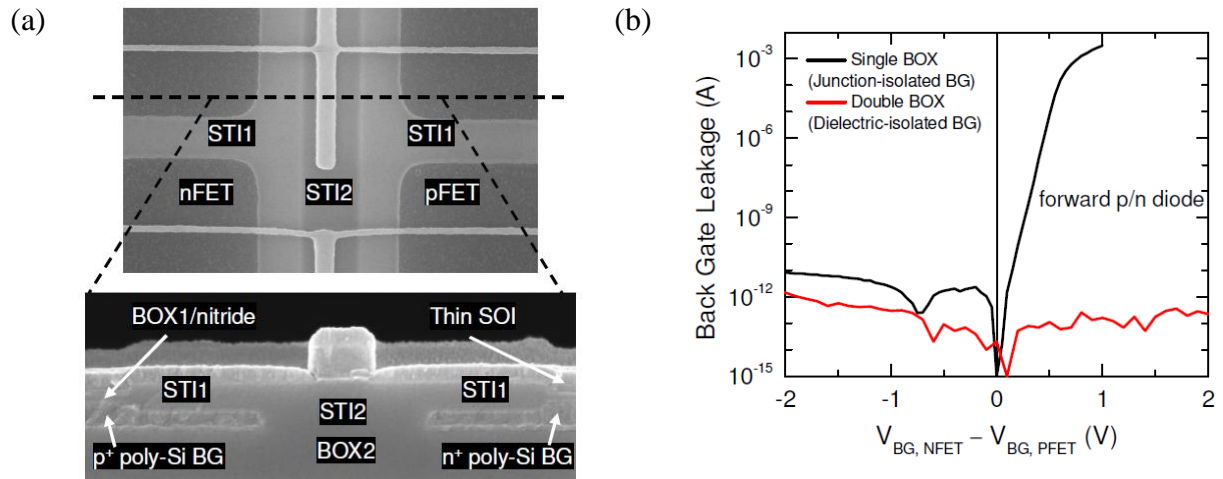 (a)
STI1
STI1
nFET
STI2
pFET
BOX1/nitride
Thin SOI
STI1
STI1
STI2
p+ poly-Si BG
BOX2
n+ poly-Si BG
(b)
Back Gate Leakage (A)
10-3
10-6
10-9
10-12
10-15
Single BOX
(Junction-isolated BG)
Double BOX
(Dielectric-isolated BG)
forward p/n diode
-2 -1 0 1 2
VBG, NFET – VBG, PFET (V)